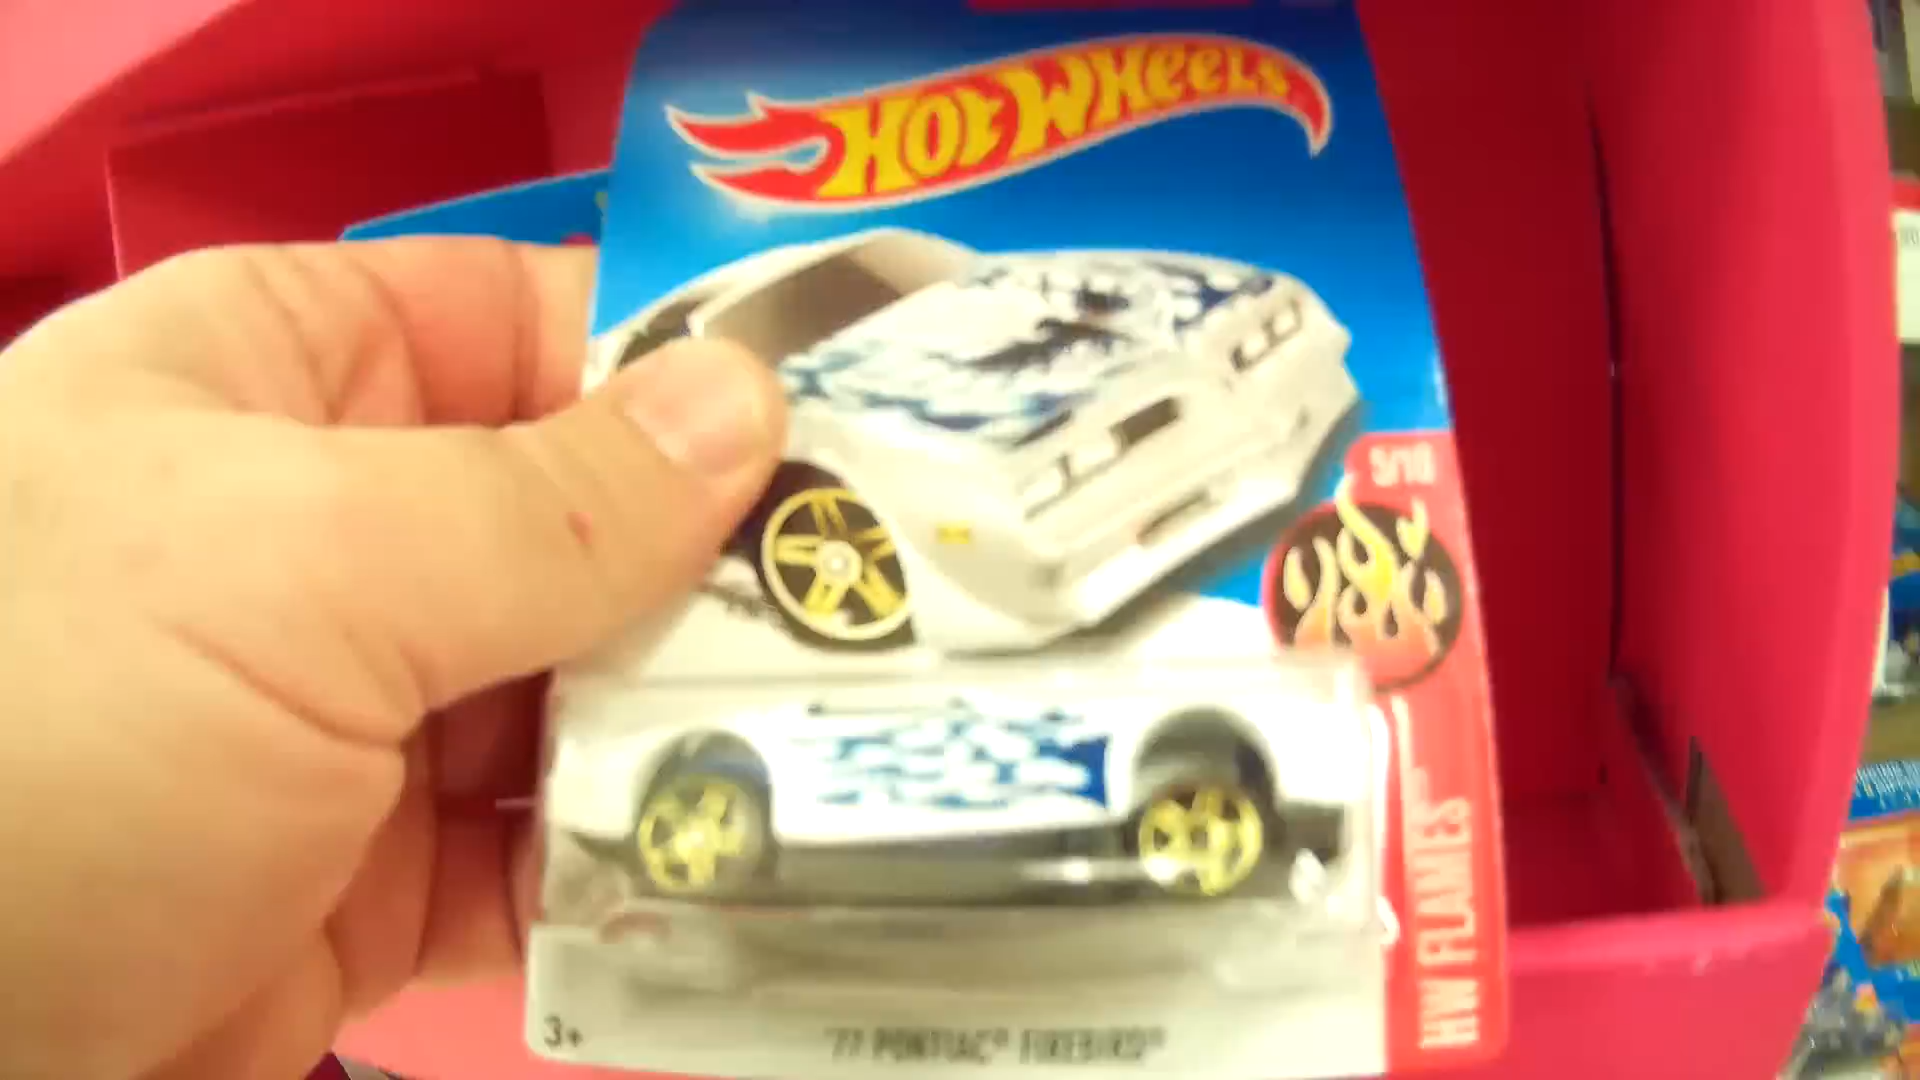 HOT WHEELS
5/10
HW FLAMES
3+
'77 PONTIAC® FIREBIRD®